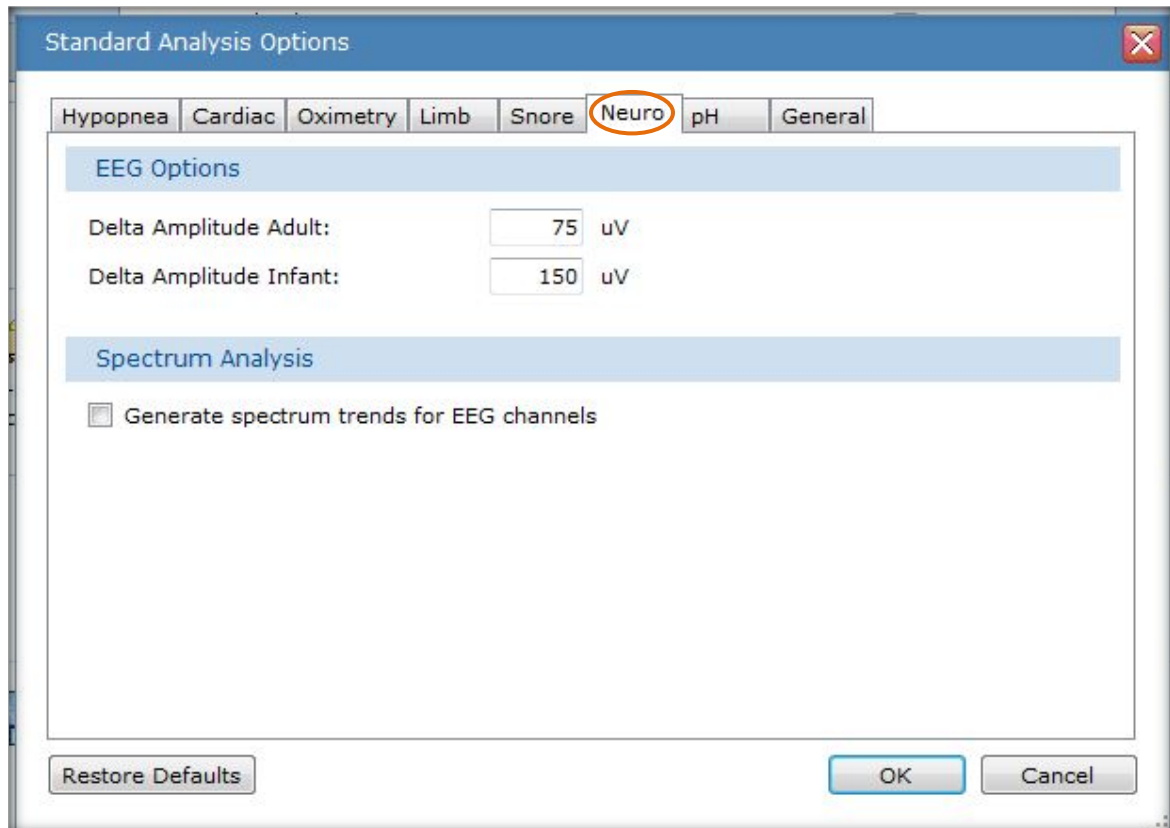 Standard Analysis Options
Hypopnea Cardiac Oximetry Limb Snore Neuro pH General
EEG Options
Delta Amplitude Adult: 75 uV
Delta Amplitude Infant: 150 uV
Spectrum Analysis
Generate spectrum trends for EEG channels
Restore Defaults OK Cancel